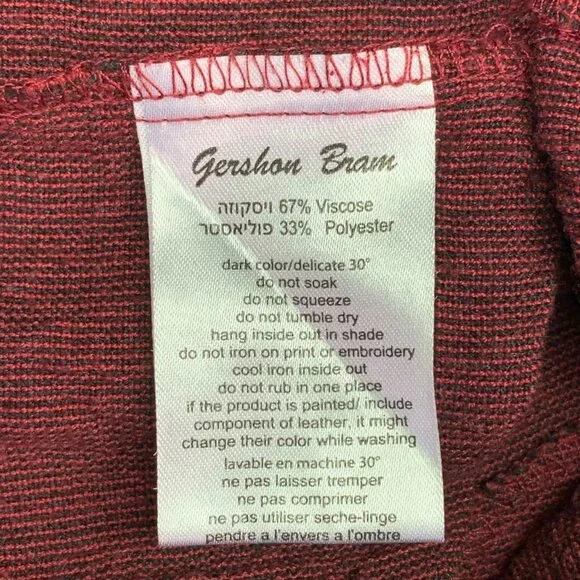 Gershon Bram
ויסקוזה 67% Viscose
פוליאסטר 33% Polyester
dark color/delicate 30°
do not soak
do not squeeze
do not tumble dry
hang inside out in shade
do not iron on print or embroidery
cool iron inside out
do not rub in one place
if the product is painted/ include
component of leather, it might
change their color while washing
lavable en machine 30°
ne pas laisser tremper
ne pas comprimer
ne pas utiliser seche-linge
pendre a l'envers a l'ombre